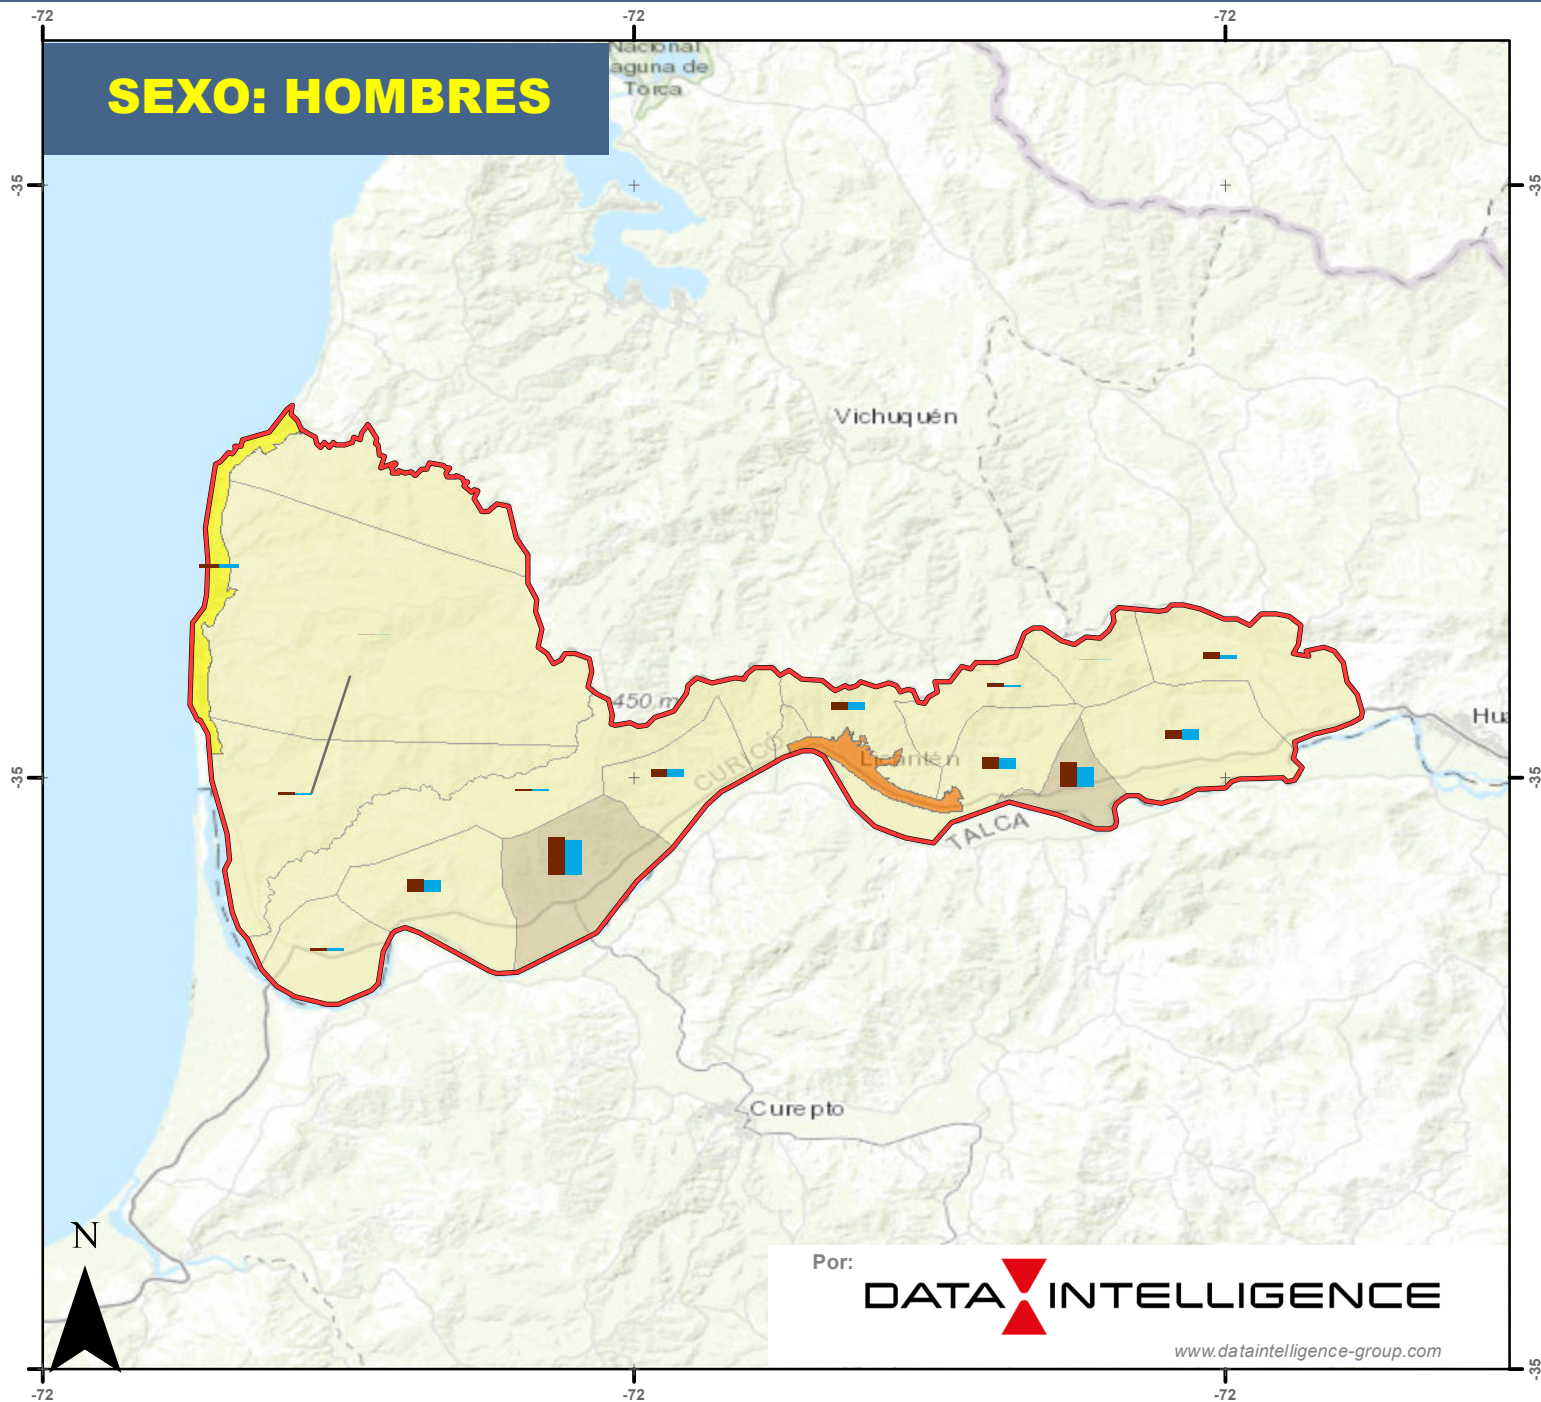 -72
-72
-72
SEXO: HOMBRES
Nacional
aguna de
Torca
-35
-35
Vichuquén
450 m
CURICÓ
Licantén
Hua
-35
-35
TALCA
Curepto
N
Por:
DATA INTELLIGENCE
www.dataintelligence-group.com
-35
-72
-72
-72